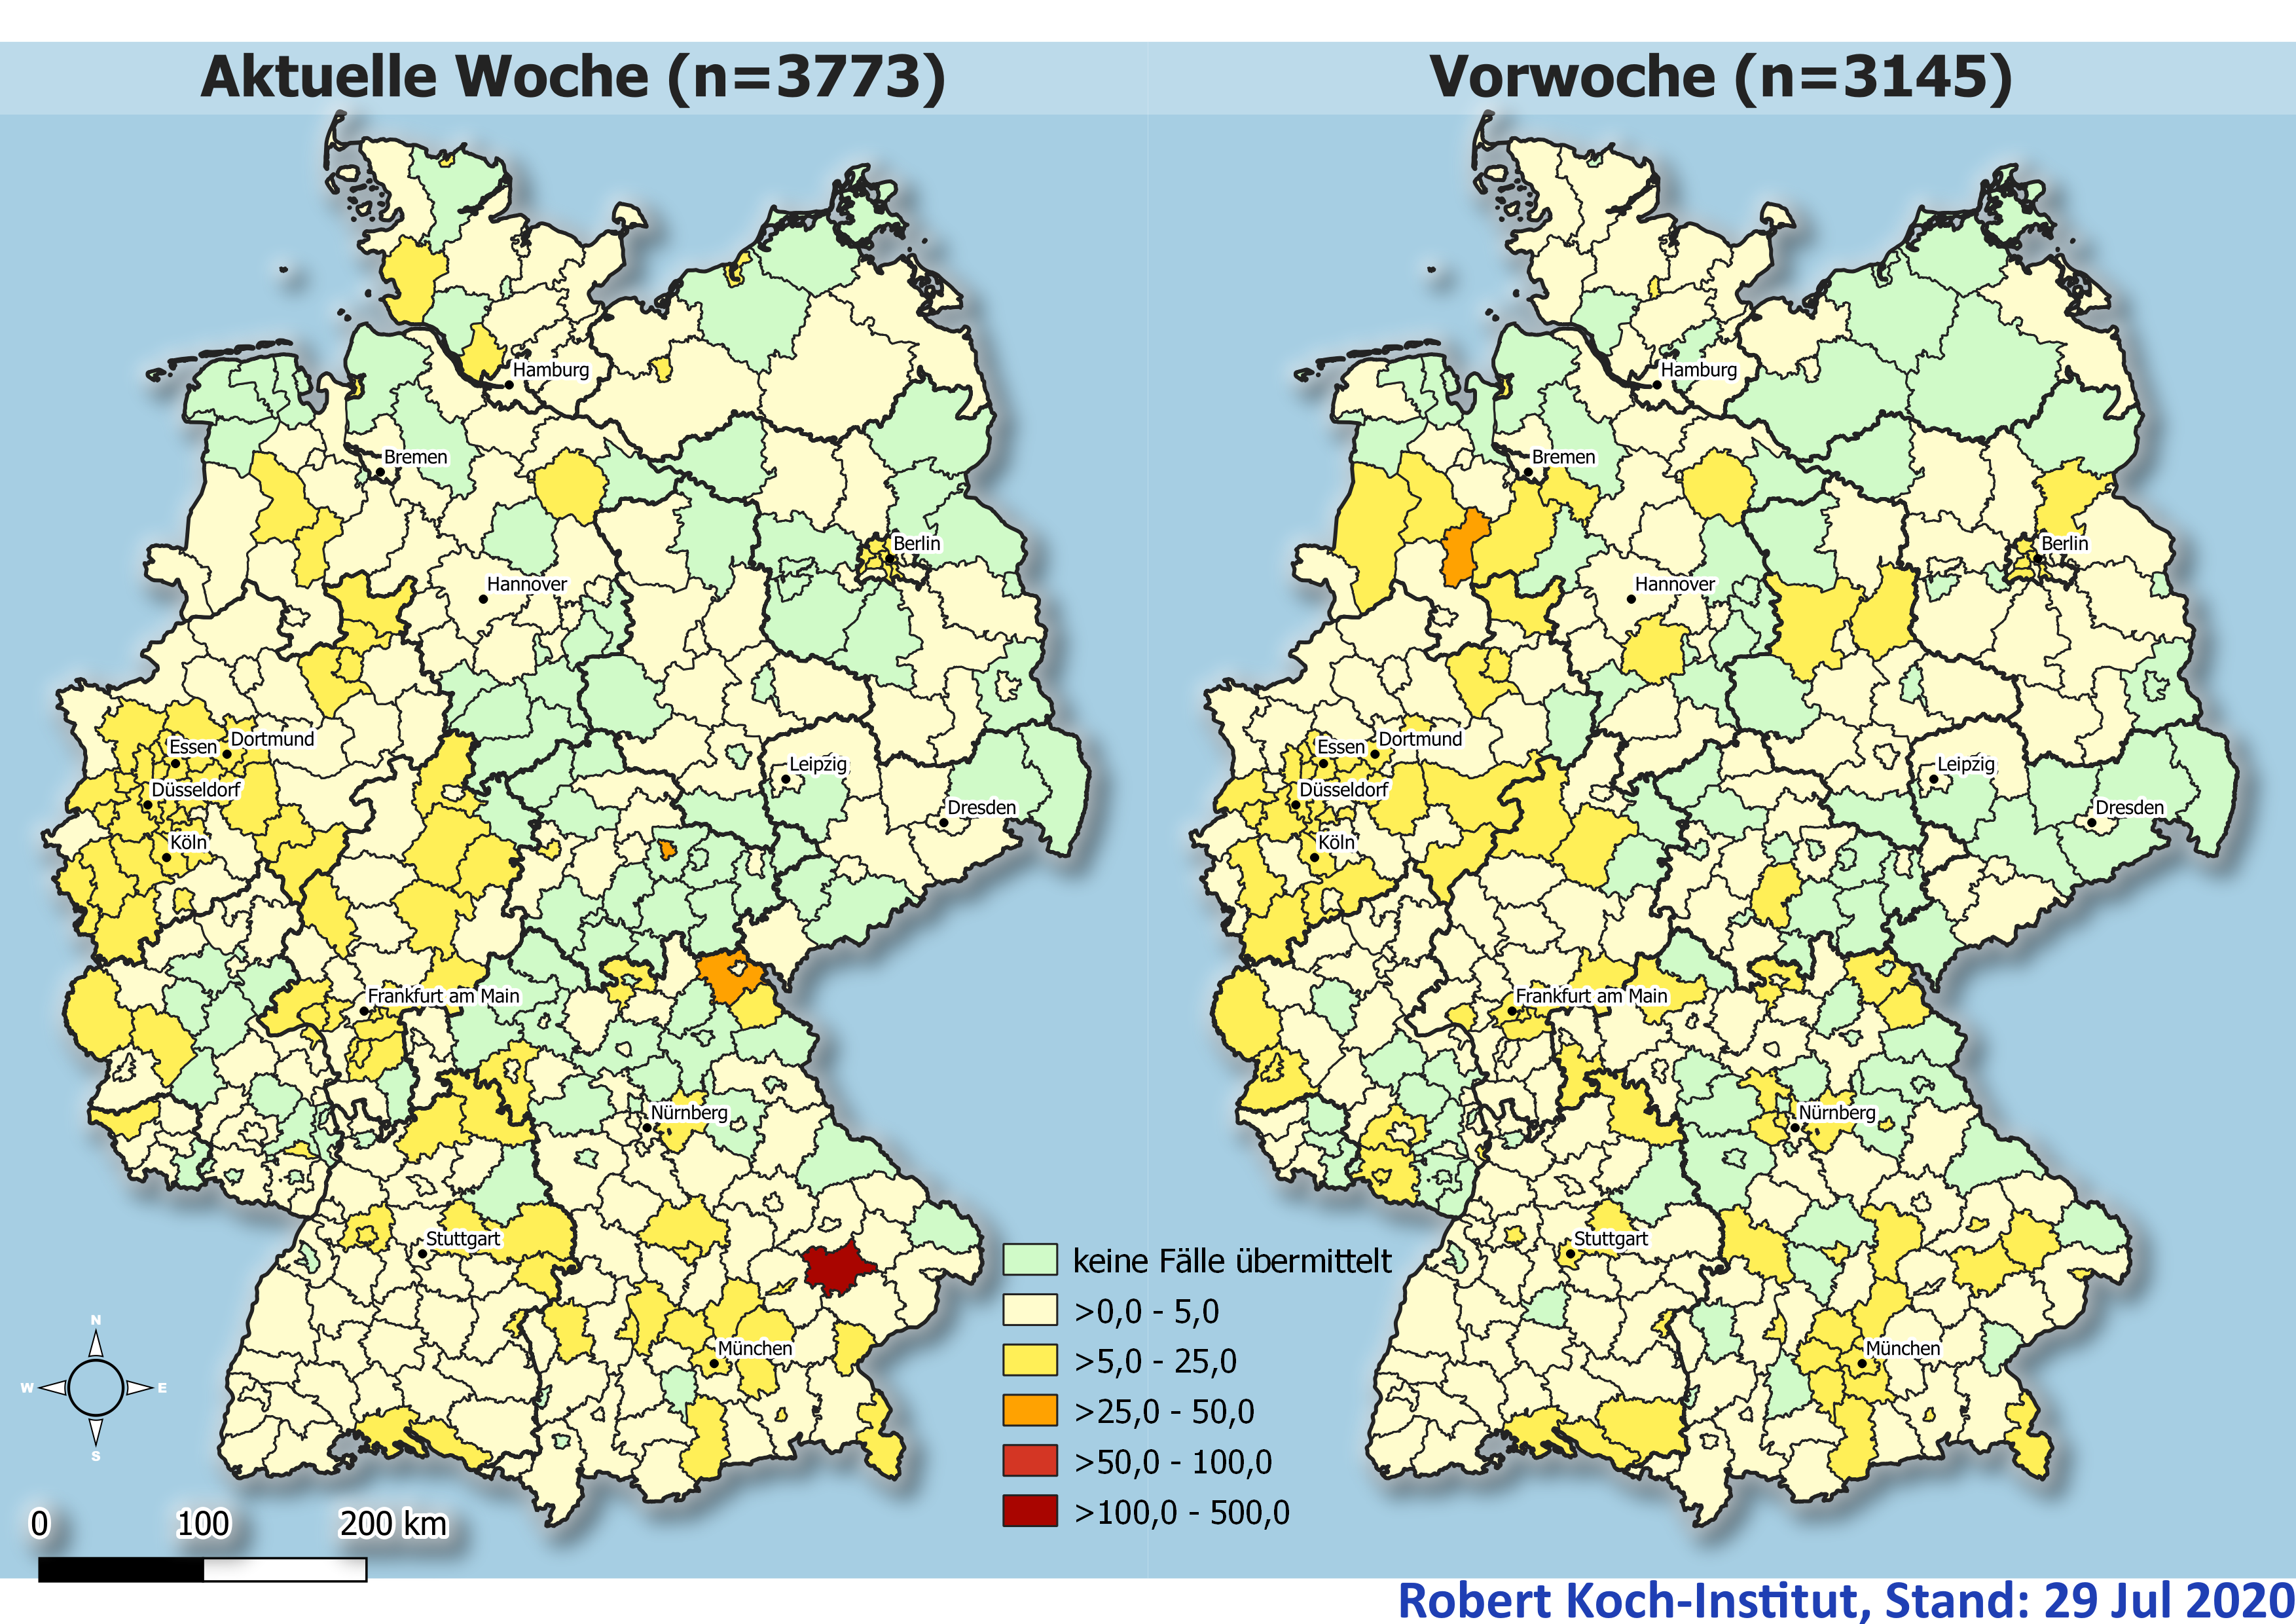 Aktuelle Woche (n=3773)
Vorwoche (n=3145)
Hamburg
Bremen
Berlin
Hannover
Essen
Dortmund
Düsseldorf
Leipzig
Dresden
Köln
Frankfurt am Main
Nürnberg
Stuttgart
München
Hamburg
Bremen
Berlin
Hannover
Essen
Dortmund
Düsseldorf
Leipzig
Dresden
Köln
Frankfurt am Main
Nürnberg
Stuttgart
München
keine Fälle übermittelt
>0,0 - 5,0
>5,0 - 25,0
>25,0 - 50,0
>50,0 - 100,0
>100,0 - 500,0
N
W E
S
0 100 200 km
Robert Koch-Institut, Stand: 29 Jul 2020